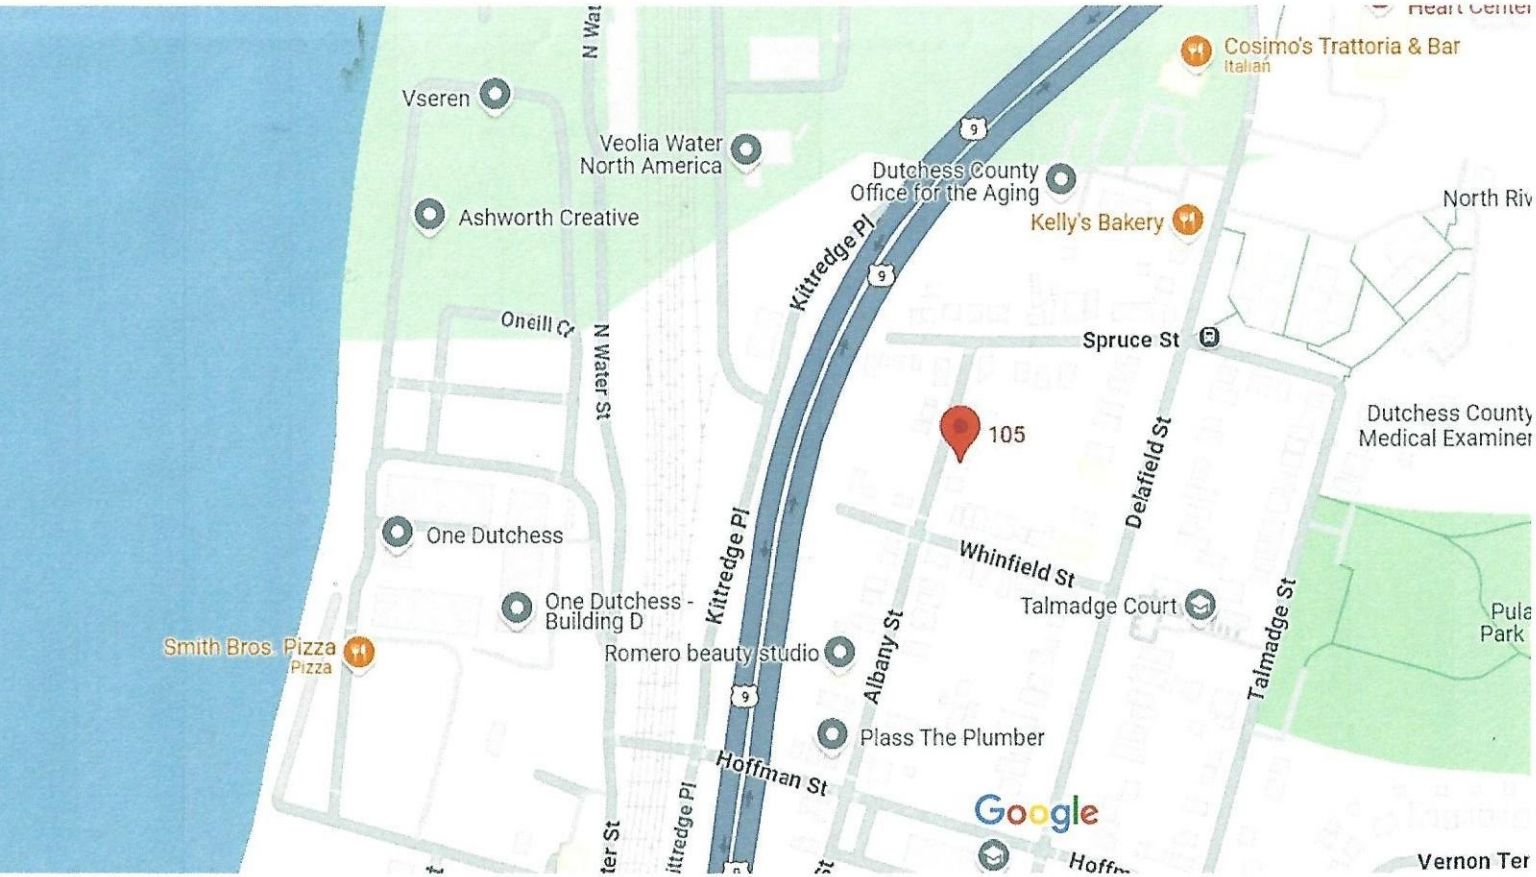 Heart Center
N Wat
Cosimo's Trattoria & Bar
Italian
Vseren
9
Veolia Water
North America
Dutchess County
Office for the Aging
North Riv
Ashworth Creative
Kelly's Bakery
Kittredge Pl
9
Oneill Ct
N Water St
Spruce St
Dutchess County
Medical Examiner
105
Delafield St
One Dutchess
Kittredge Pl
Whinfield St
One Dutchess -
Building D
Talmadge Court
Talmadge St
Pula
Park
Smith Bros. Pizza
Pizza
Romero beauty studio
Albany St
9
Plass The Plumber
Hoffman St
Google
ter St
ittredge Pl
St
Hoffm
Vernon Ter